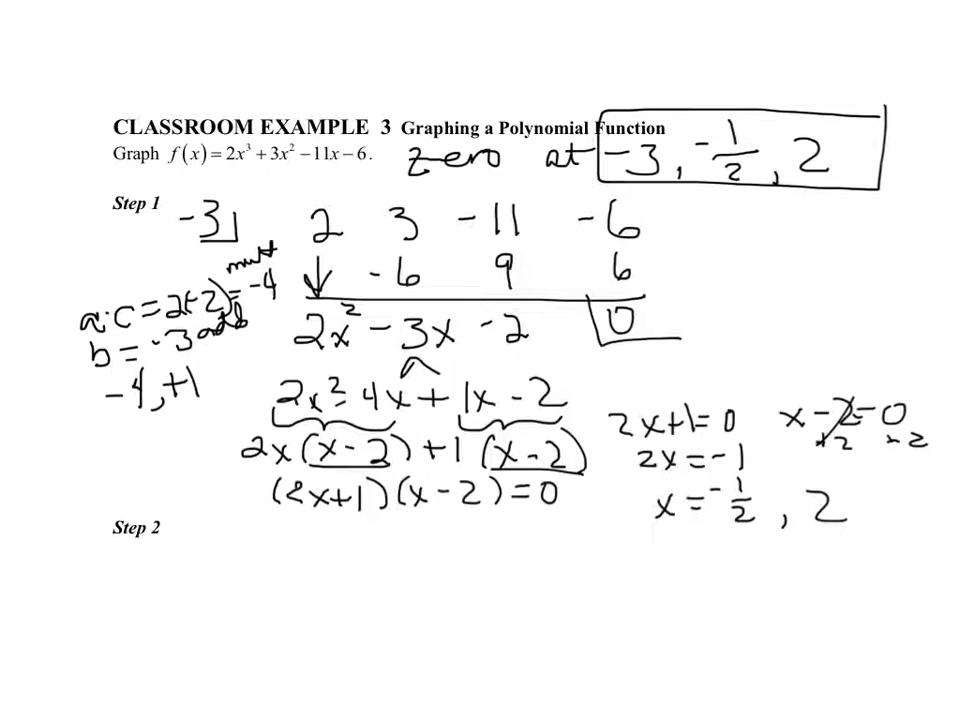 CLASSROOM EXAMPLE 3 Graphing a Polynomial Function
Graph f(x) = 2x³ + 3x² − 11x − 6.
zero at −3, −1/2, 2
Step 1
−3 2 3 −11 −6
mult
↓ −6 9 6
a·c = 2(−2) = −4
2x² − 3x − 2 0
b = −3 add
−4, +1
2x² − 4x + 1x − 2
2x + 1 = 0 x − 2 = 0
+2 +2
2x(x − 2) + 1(x − 2)
2x = −1
(2x+1)(x − 2) = 0
x = −1/2, 2
Step 2